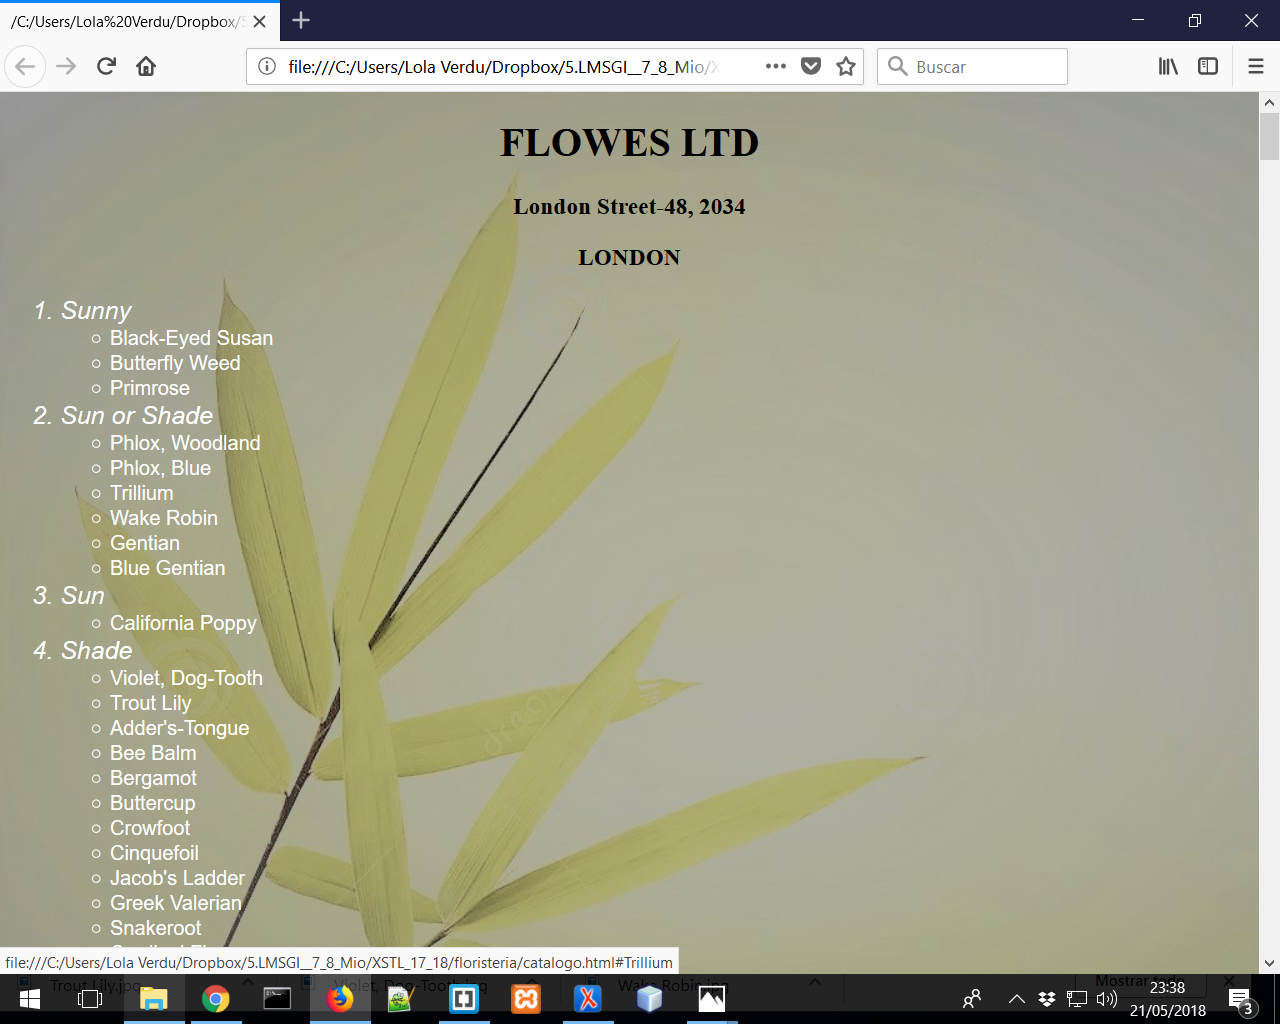 /C:/Users/Lola%20Verdu/Dropbox/5
file:///C:/Users/Lola Verdu/Dropbox/5.LMSGI__7_8_Mio/XS
Buscar
FLOWES LTD
London Street-48, 2034
LONDON
1. Sunny
Black-Eyed Susan
Butterfly Weed
Primrose
2. Sun or Shade
Phlox, Woodland
Phlox, Blue
Trillium
Wake Robin
Gentian
Blue Gentian
3. Sun
California Poppy
4. Shade
Violet, Dog-Tooth
Trout Lily
Adder's-Tongue
Bee Balm
Bergamot
Buttercup
Crowfoot
Cinquefoil
Jacob's Ladder
Greek Valerian
Snakeroot
file:///C:/Users/Lola Verdu/Dropbox/5.LMSGI__7_8_Mio/XSTL_17_18/floristeria/catalogo.html#Trillium
Trout Lily.jpg
Violet, Dog-Tooth.jpg
Wake Robin.jpg
Mostrar todo
23:38
21/05/2018
3